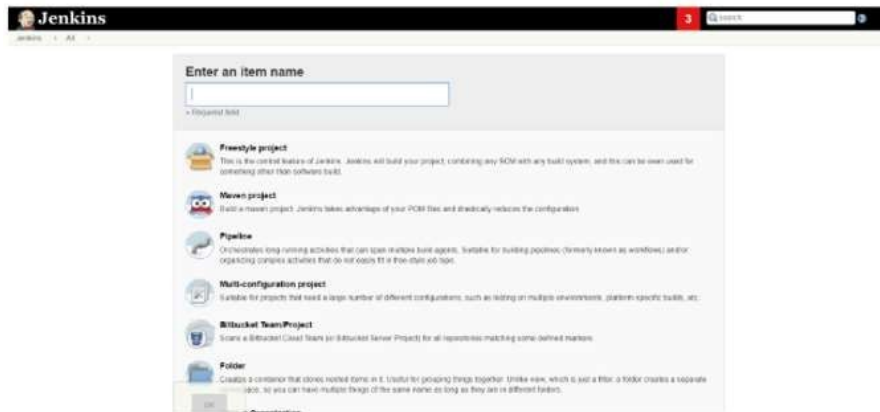 Jenkins
3
search
Jenkins All
Enter an item name
» Required field
Freestyle project
This is the central feature of Jenkins. Jenkins will build your project, combining any SCM with any build system, and this can be even used for
something other than software build.
Maven project
Build a maven project. Jenkins takes advantage of your POM files and drastically reduces the configuration.
Pipeline
Orchestrates long-running activities that can span multiple build agents. Suitable for building pipelines (formerly known as workflows) and/or
organizing complex activities that do not easily fit in free-style job type.
Multi-configuration project
Suitable for projects that need a large number of different configurations, such as testing on multiple environments, platform-specific builds, etc.
Bitbucket Team/Project
Scans a Bitbucket Cloud Team (or Bitbucket Server Project) for all repositories matching some defined markers.
Folder
Creates a container that stores nested items in it. Useful for grouping things together. Unlike view, which is just a filter, a folder creates a separate
so you can have multiple things of the same name as long as they are in different folders.
OK
Organization